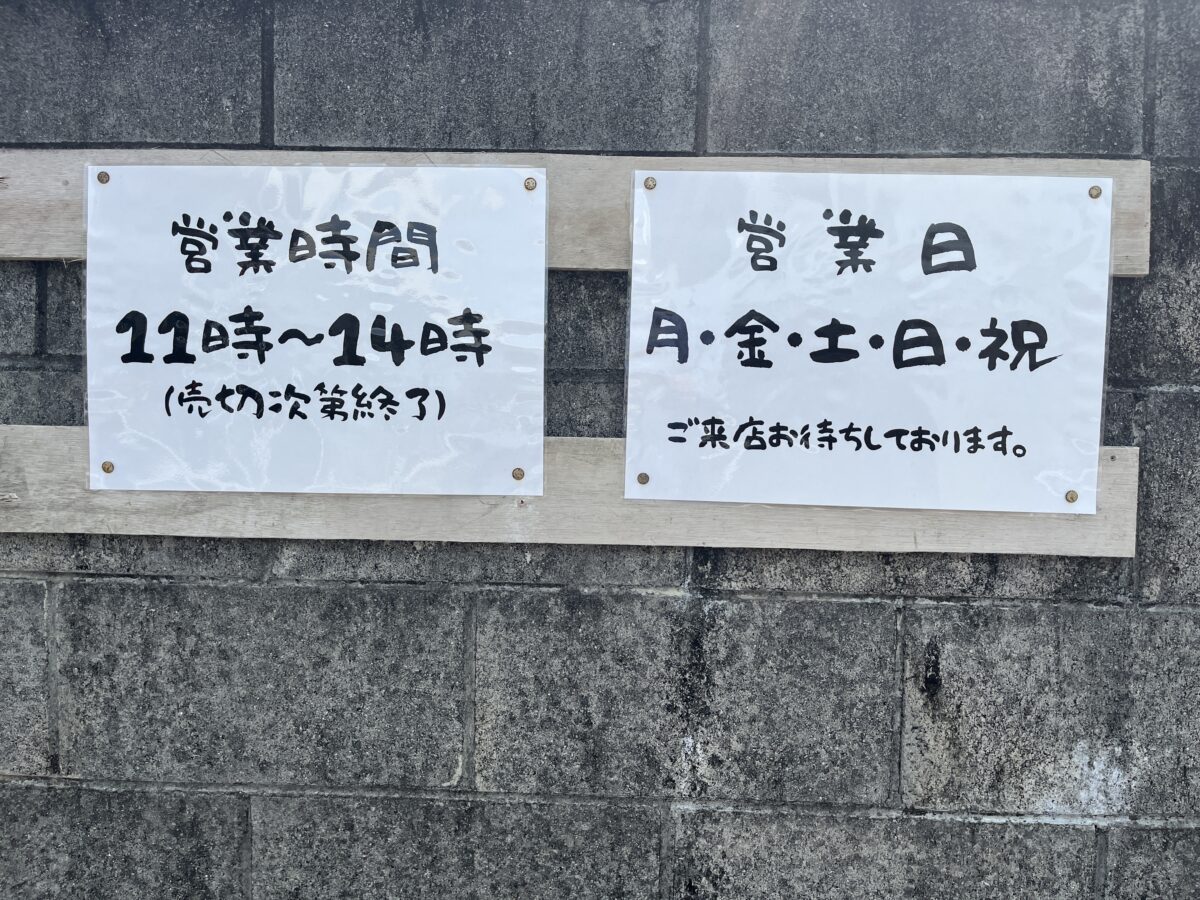 営業時間
11時～14時
(売切次第終了)
営業日
月・金・土・日・祝
ご来店お待ちしております。